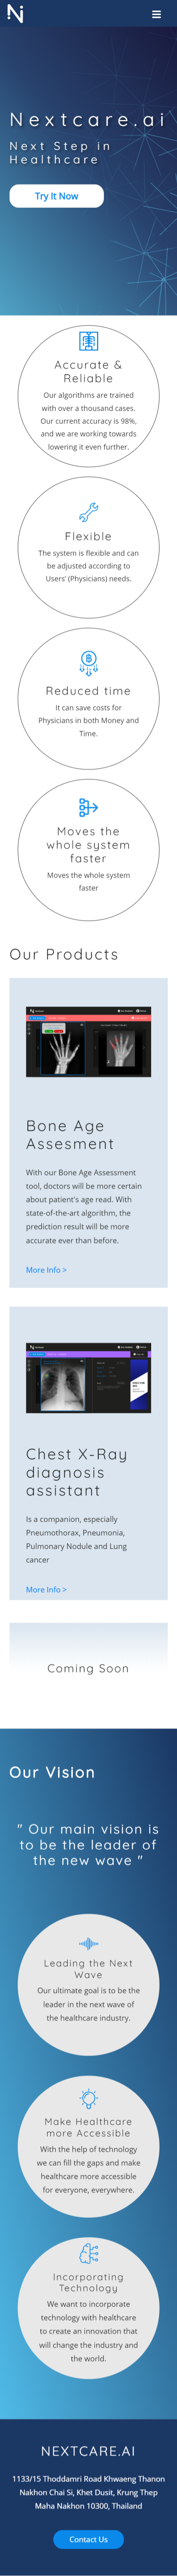 Nextcare.ai
Next Step in
Healthcare
Try It Now
Accurate &
Reliable
Our algorithms are trained
with over a thousand cases.
Our current accuracy is 98%,
and we are working towards
lowering it even further.
Flexible
The system is flexible and can
be adjusted according to
Users' (Physicians) needs.
Reduced time
It can save costs for
Physicians in both Money and
Time.
Moves the
whole system
faster
Moves the whole system
faster
Our Products
Bone Age
Assesment
With our Bone Age Assessment
tool, doctors will be more certain
about patient's age read. With
state-of-the-art algorithm, the
prediction result will be more
accurate ever than before.
More Info >
Chest X-Ray
diagnosis
assistant
Is a companion, especially
Pneumothorax, Pneumonia,
Pulmonary Nodule and Lung
cancer
More Info >
Coming Soon
Our Vision
" Our main vision is
to be the leader of
the new wave "
Leading the Next
Wave
Our ultimate goal is to be the
leader in the next wave of
the healthcare industry.
Make Healthcare
more Accessible
With the help of technology
we can fill the gaps and make
healthcare more accessible
for everyone, everywhere.
Incorporating
Technology
We want to incorporate
technology with healthcare
to create an innovation that
will change the industry and
the world.
NEXTCARE.AI
1133/15 Thoddamri Road Khwaeng Thanon
Nakhon Chai Si, Khet Dusit, Krung Thep
Maha Nakhon 10300, Thailand
Contact Us